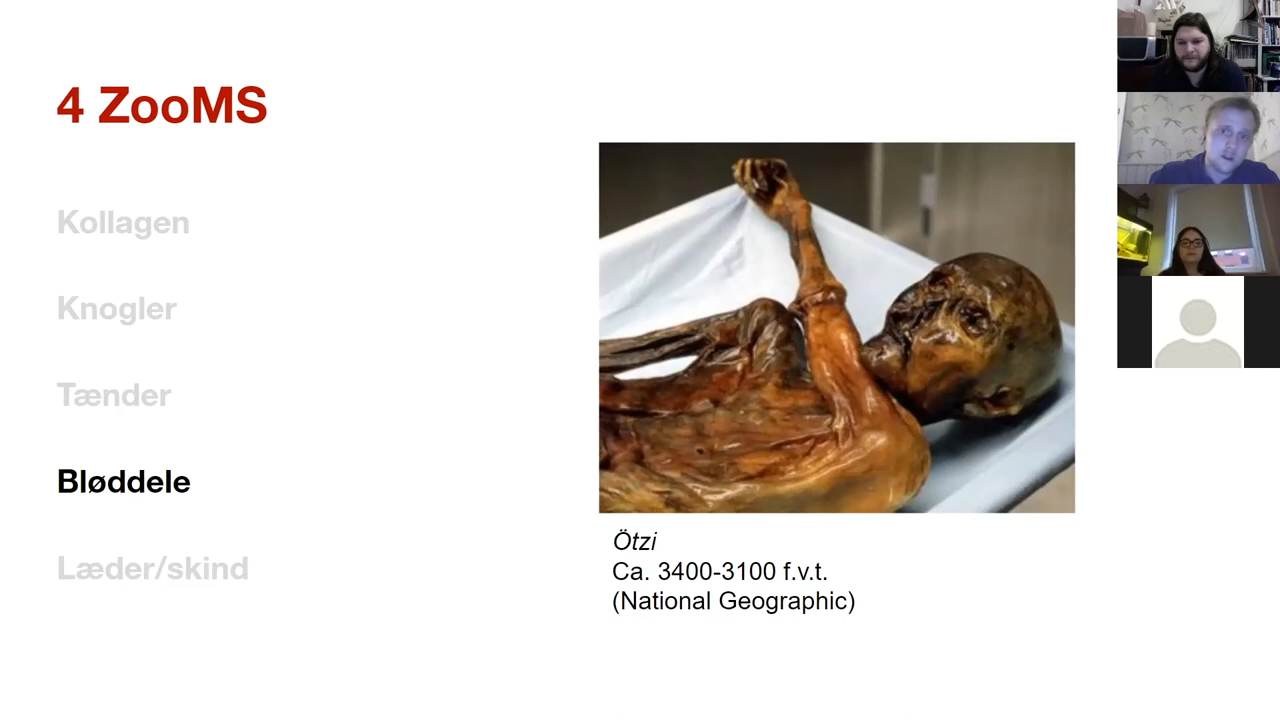 4 ZooMS
Kollagen
Knogler
Tænder
Bløddele
Læder/skind
Ötzi
Ca. 3400-3100 f.v.t.
(National Geographic)